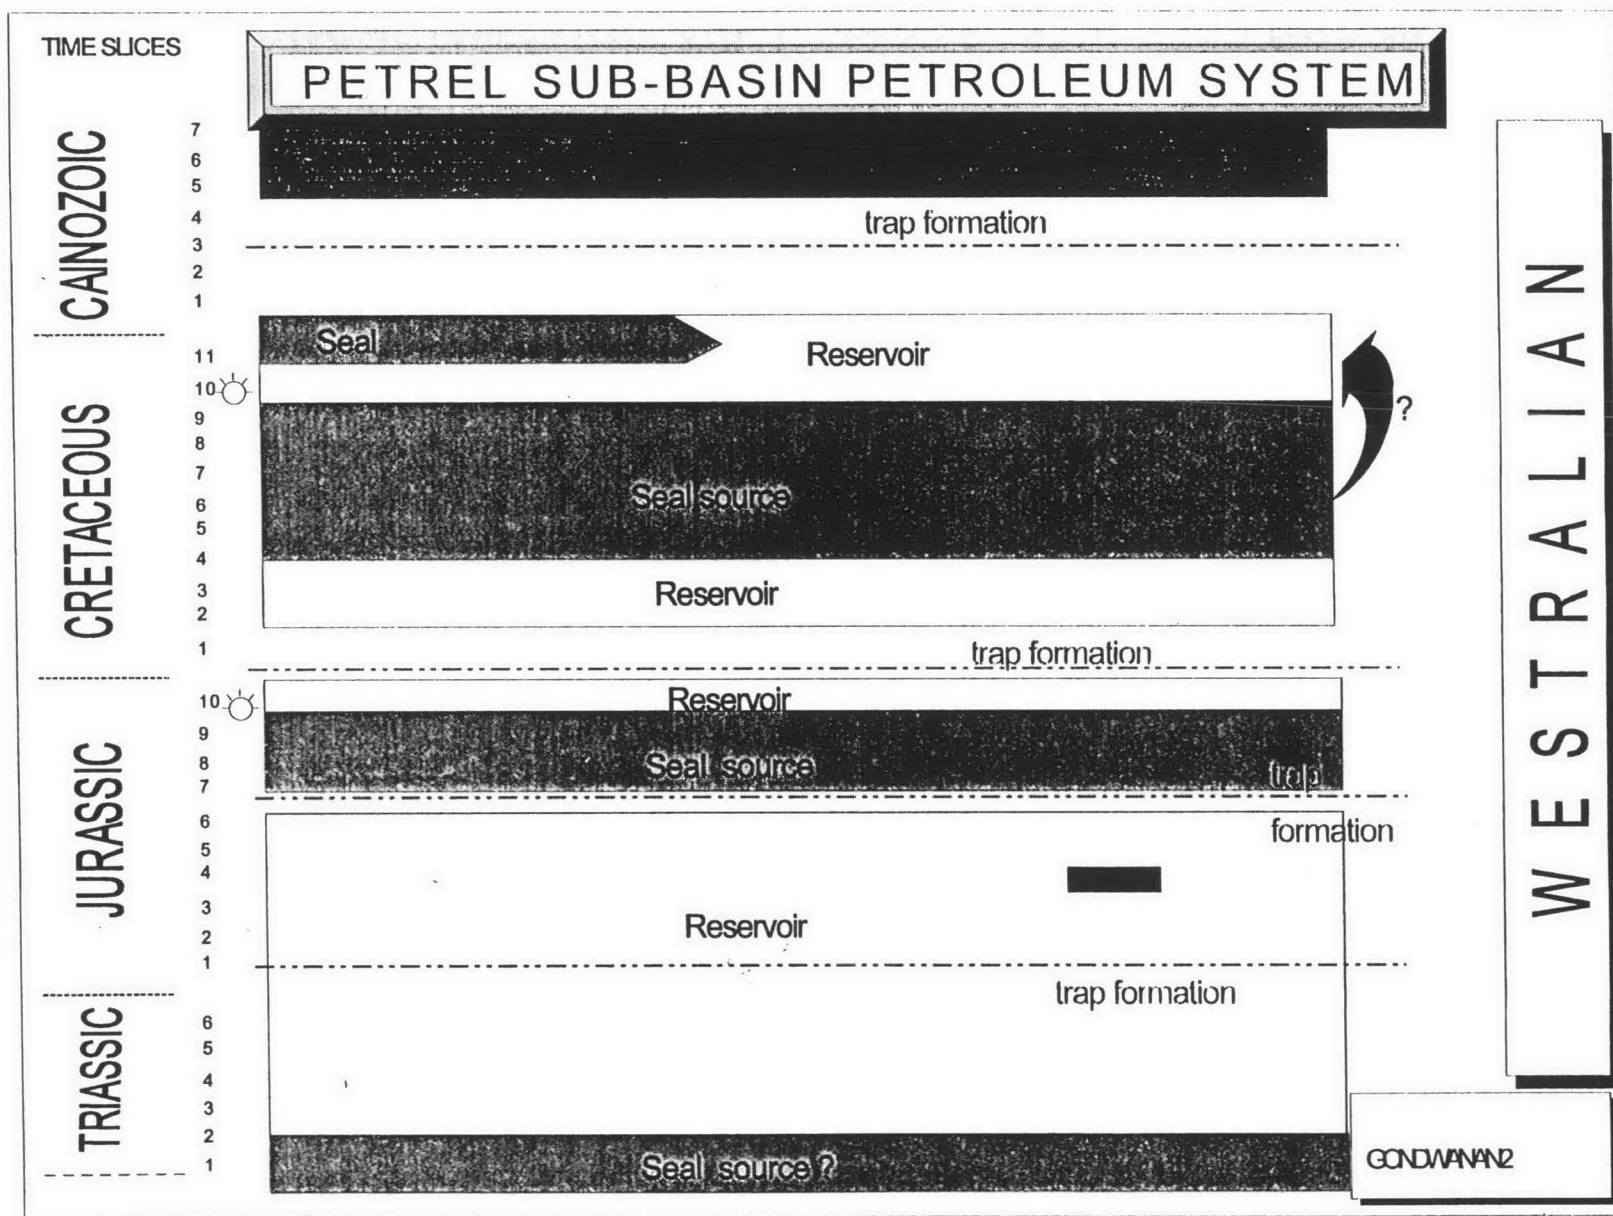 TIME SLICES
PETREL SUB-BASIN PETROLEUM SYSTEM
CAINOZOIC
7
6
5
4
trap formation
3
2
1
Seal
Reservoir
CRETACEOUS
11
10
9
?
8
7
6
Seal source
5
4
3
Reservoir
2
1
trap formation
JURASSIC
10
Reservoir
9
8
Seal source
trap
7
6
formation
5
4
3
2
Reservoir
1
trap formation
TRIASSIC
6
5
4
3
2
1
Seal source ?
WESTRALIAN
GONDWANAN2